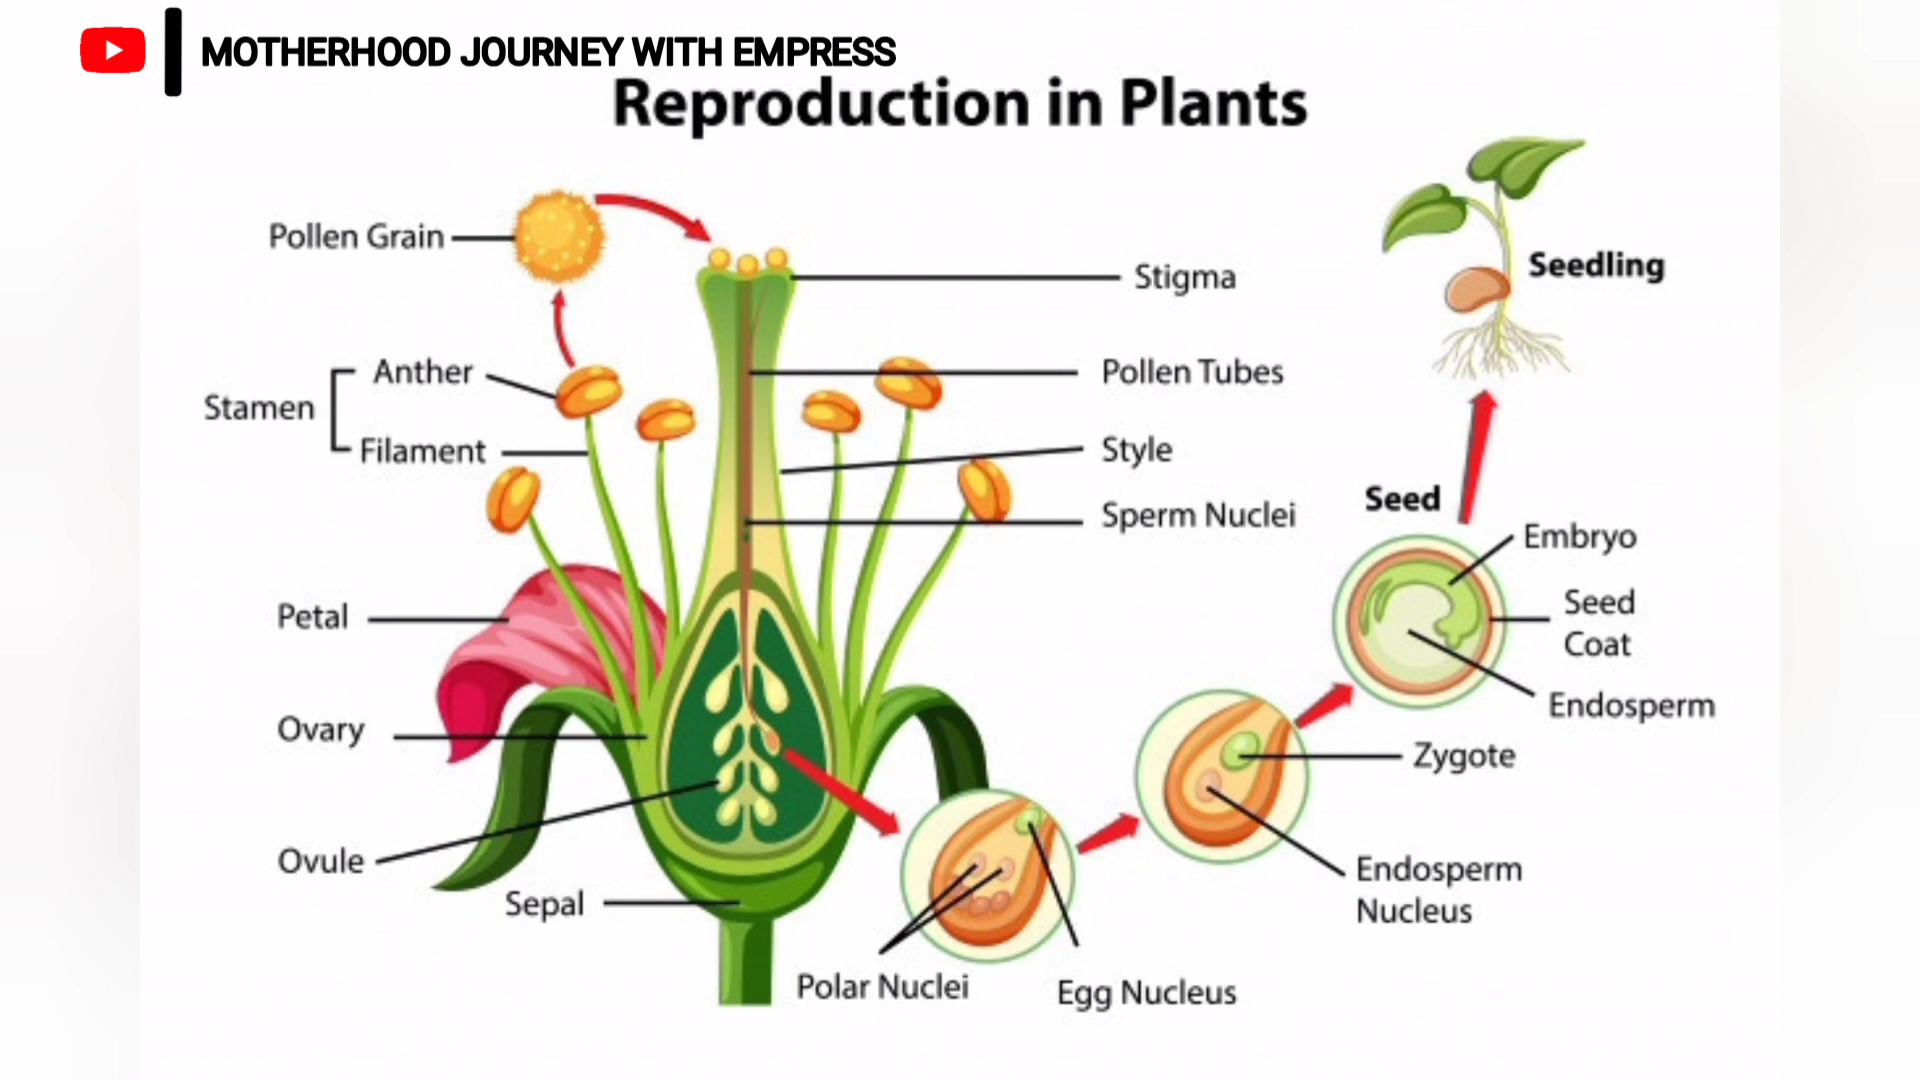 MOTHERHOOD JOURNEY WITH EMPRESS
Reproduction in Plants
Pollen Grain
Stigma
Seedling
Anther
Pollen Tubes
Stamen
Filament
Style
Seed
Sperm Nuclei
Embryo
Petal
Seed
Coat
Ovary
Endosperm
Zygote
Ovule
Endosperm
Nucleus
Sepal
Polar Nuclei
Egg Nucleus